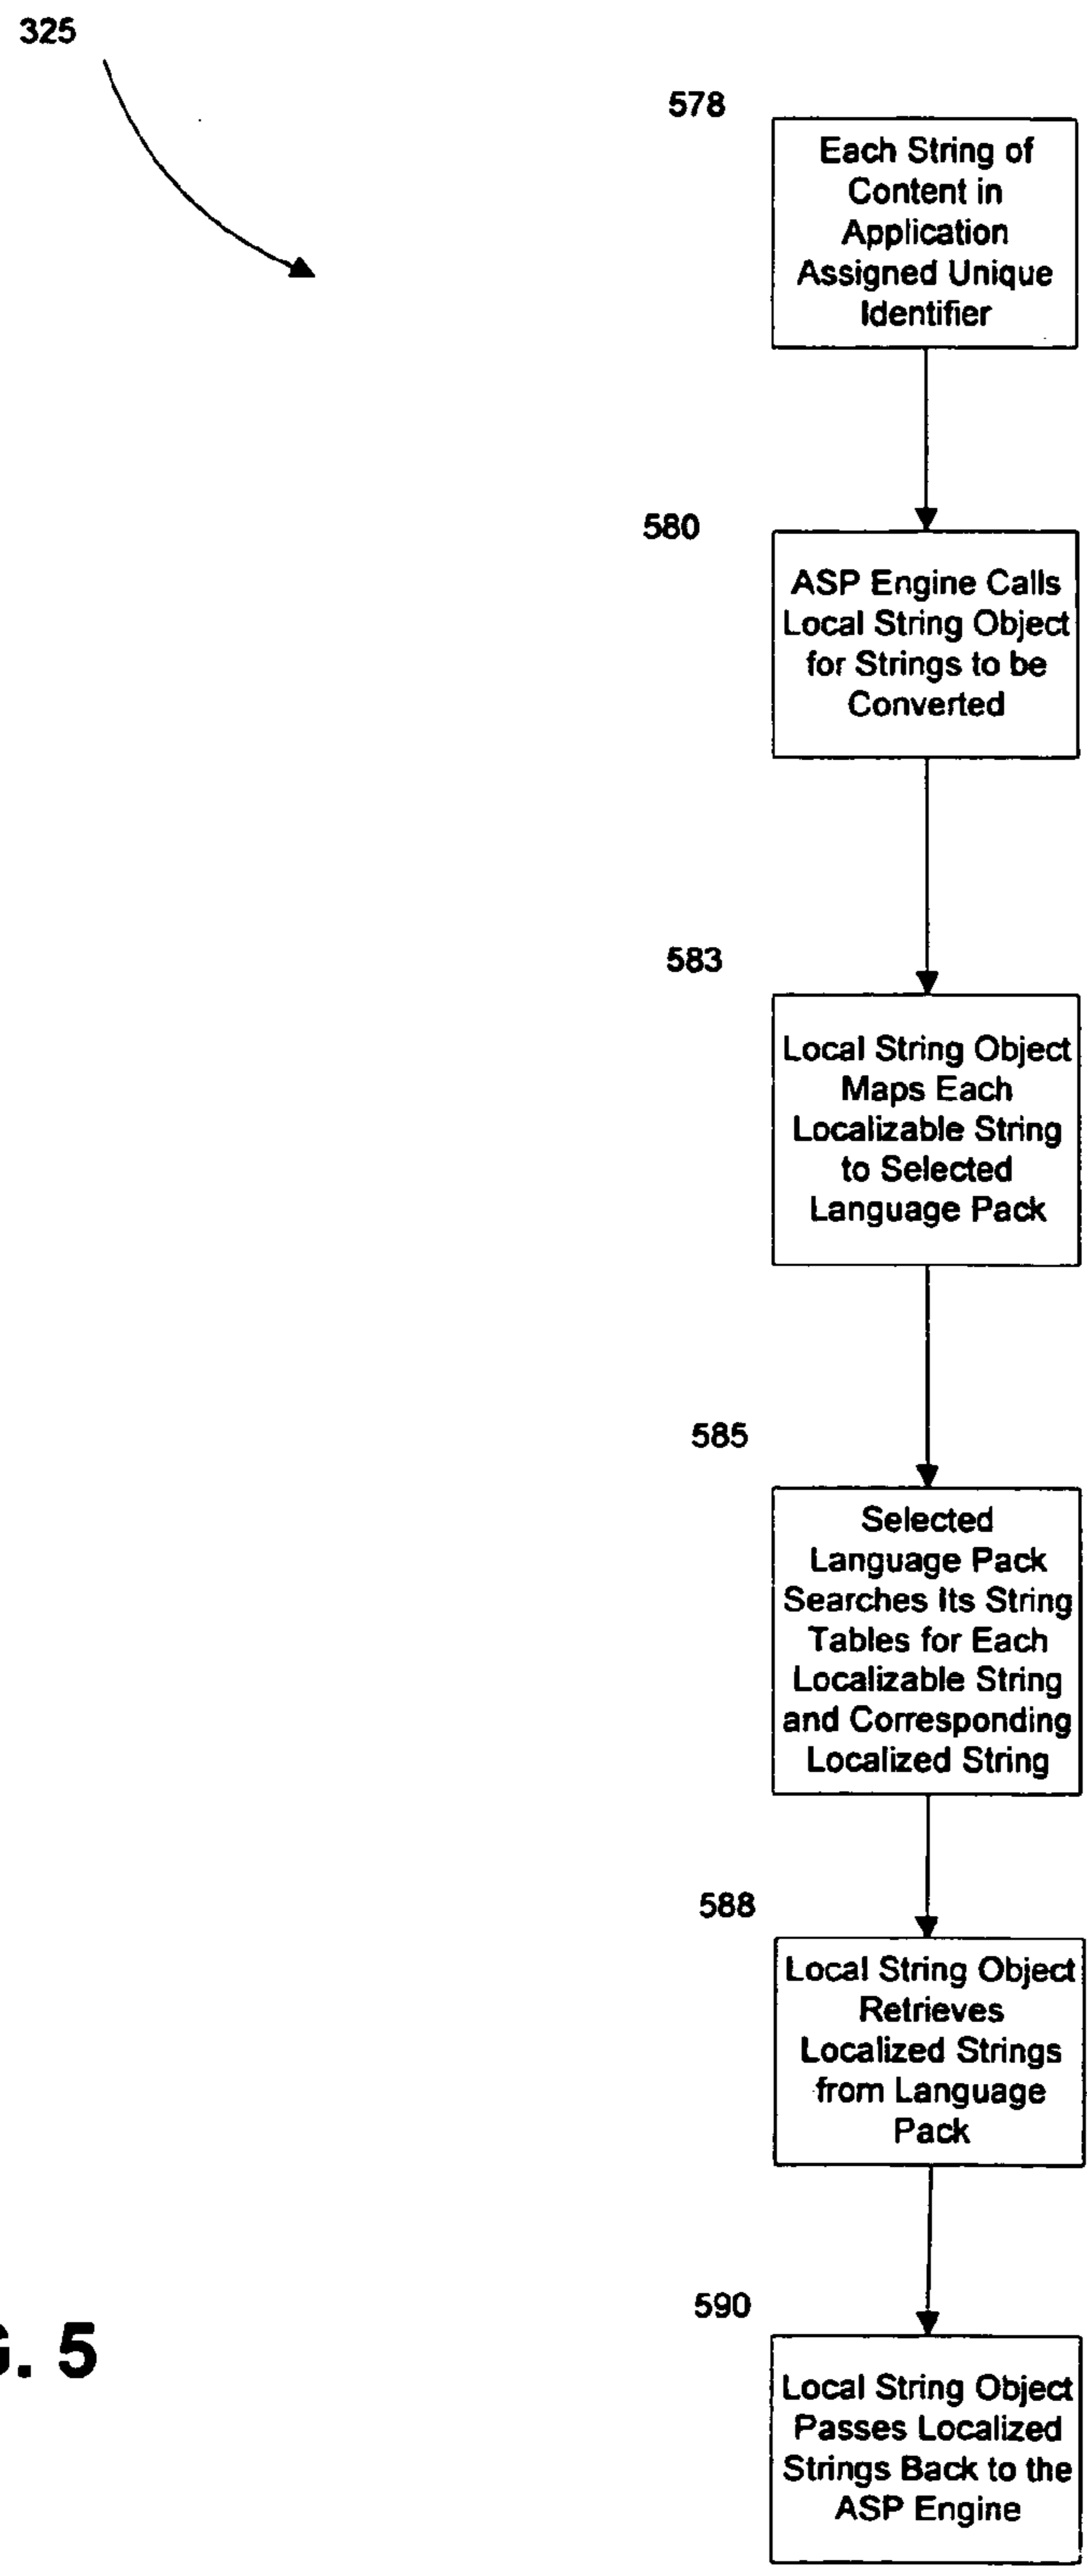 325
578
Each String of
Content in
Application
Assigned Unique
Identifier
580
ASP Engine Calls
Local String Object
for Strings to be
Converted
583
Local String Object
Maps Each
Localizable String
to Selected
Language Pack
585
Selected
Language Pack
Searches Its String
Tables for Each
Localizable String
and Corresponding
Localized String
588
Local String Object
Retrieves
Localized Strings
from Language
Pack
590
Local String Object
Passes Localized
Strings Back to the
ASP Engine
. 5